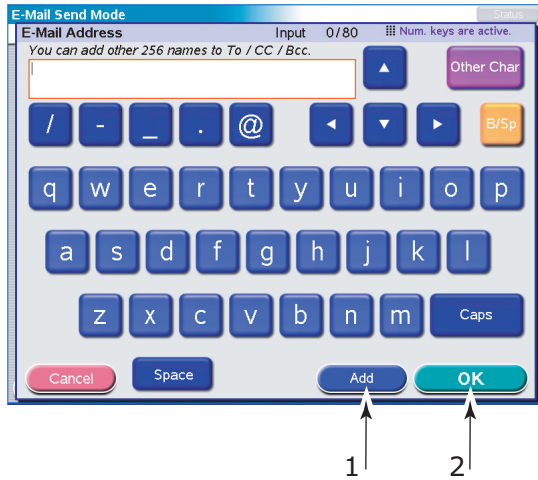 E-Mail Send Mode Status
E-Mail Address Input 0/80 Num. keys are active.
You can add other 256 names to To / CC / Bcc.
Other Char
/ - _ . @ B/Sp
q w e r t y u i o p
a s d f g h j k l
z x c v b n m Caps
Cancel Space Add OK
1 2